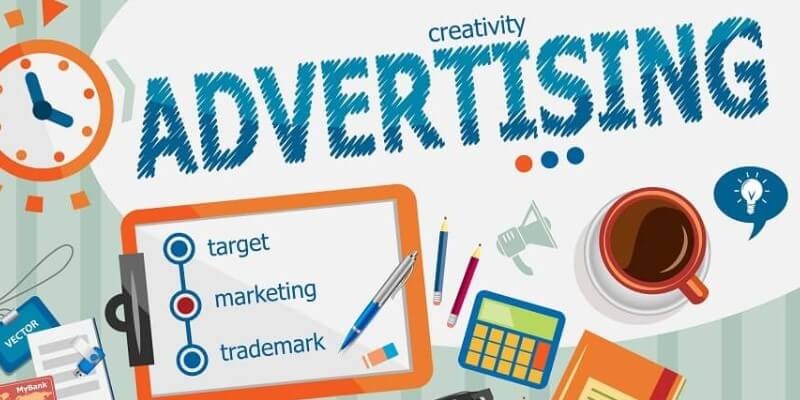 creativity
ADVERTISING
target
marketing
trademark
VECTOR
MyBank